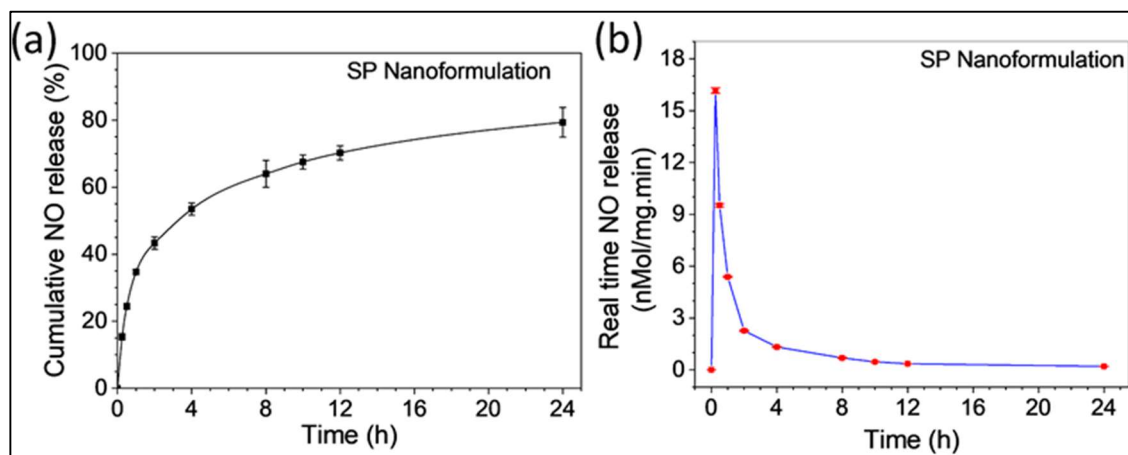 (a)
SP Nanoformulation
Cumulative NO release (%)
100
80
60
40
20
0
0 4 8 12 16 20 24
Time (h)
(b)
SP Nanoformulation
Real time NO release
(nMol/mg.min)
18
15
12
9
6
3
0
0 4 8 12 16 20 24
Time (h)